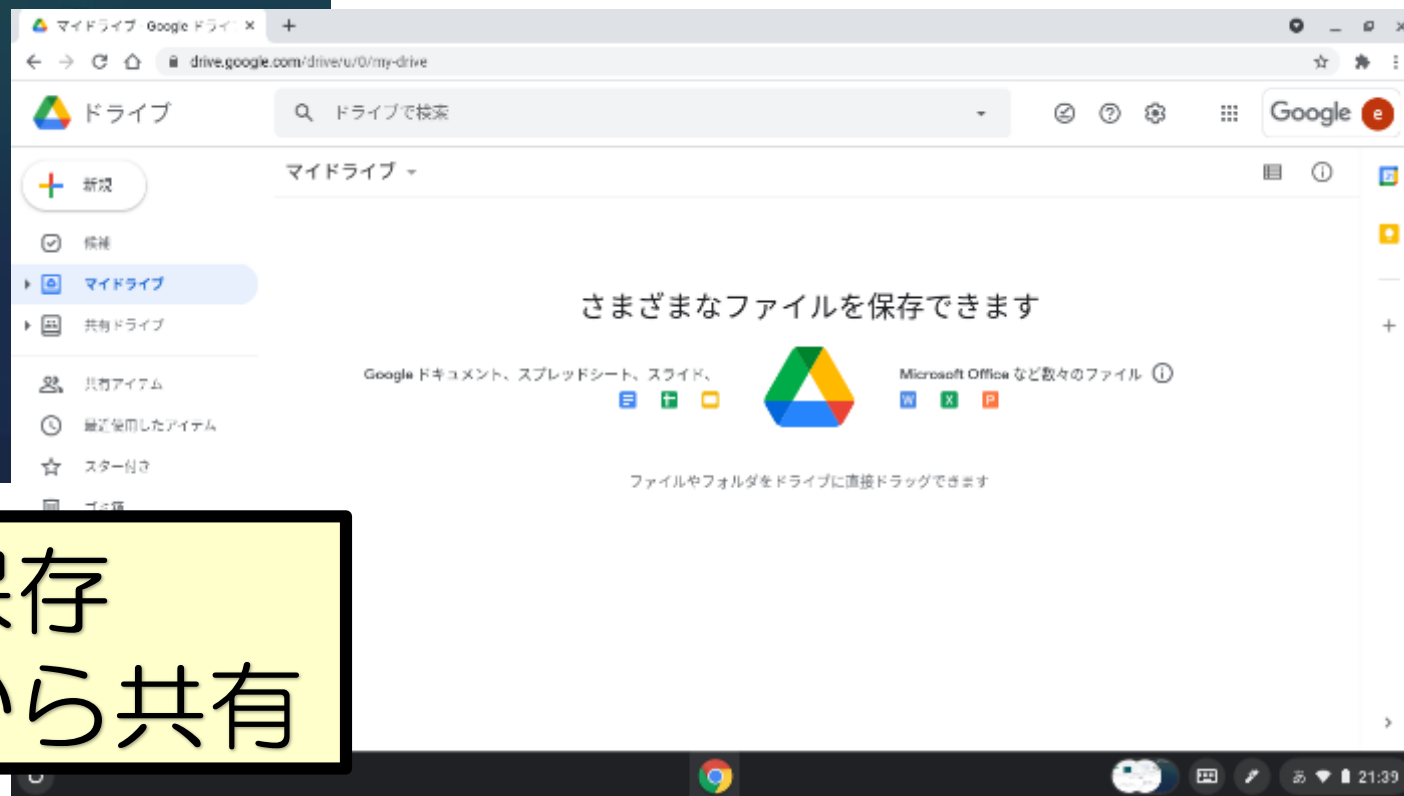 マイドライブ Google ドライ
drive.google.com/drive/u/0/my-drive
ドライブ
ドライブで検索
Google
e
新規
マイドライブ
候補
マイドライブ
共有ドライブ
さまざまなファイルを保存できます
Google ドキュメント、スプレッドシート、スライド、
Microsoft Office など数々のファイル
W X P
共有アイテム
最近使用したアイテム
スター付き
ファイルやフォルダをドライブに直接ドラッグできます
ゴミ箱
保存
から共有
あ
21:39